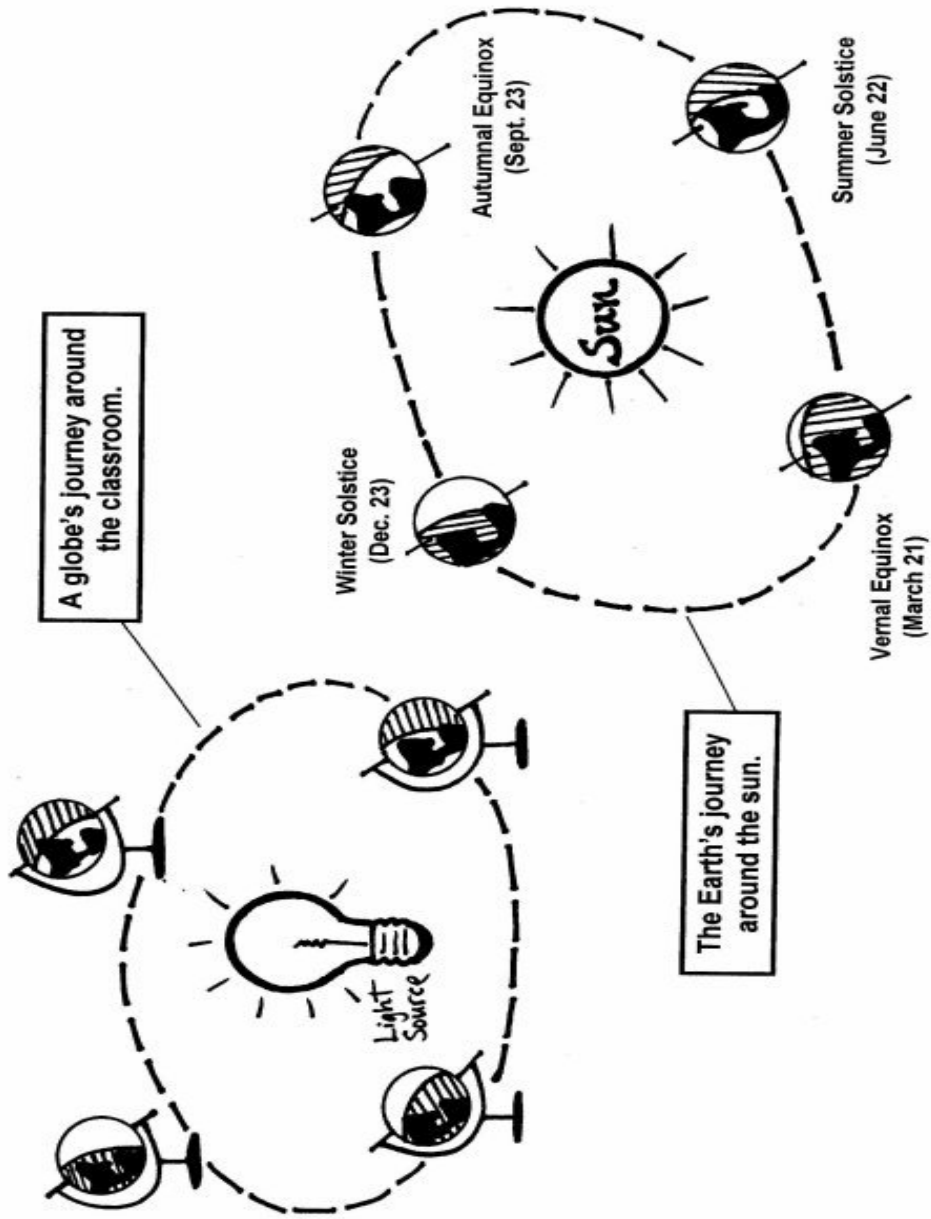 A globe's journey around
the classroom.
Light
Source
Winter Solstice
(Dec. 23)
Autumnal Equinox
(Sept. 23)
Sun
Vernal Equinox
(March 21)
Summer Solstice
(June 22)
The Earth's journey
around the sun.